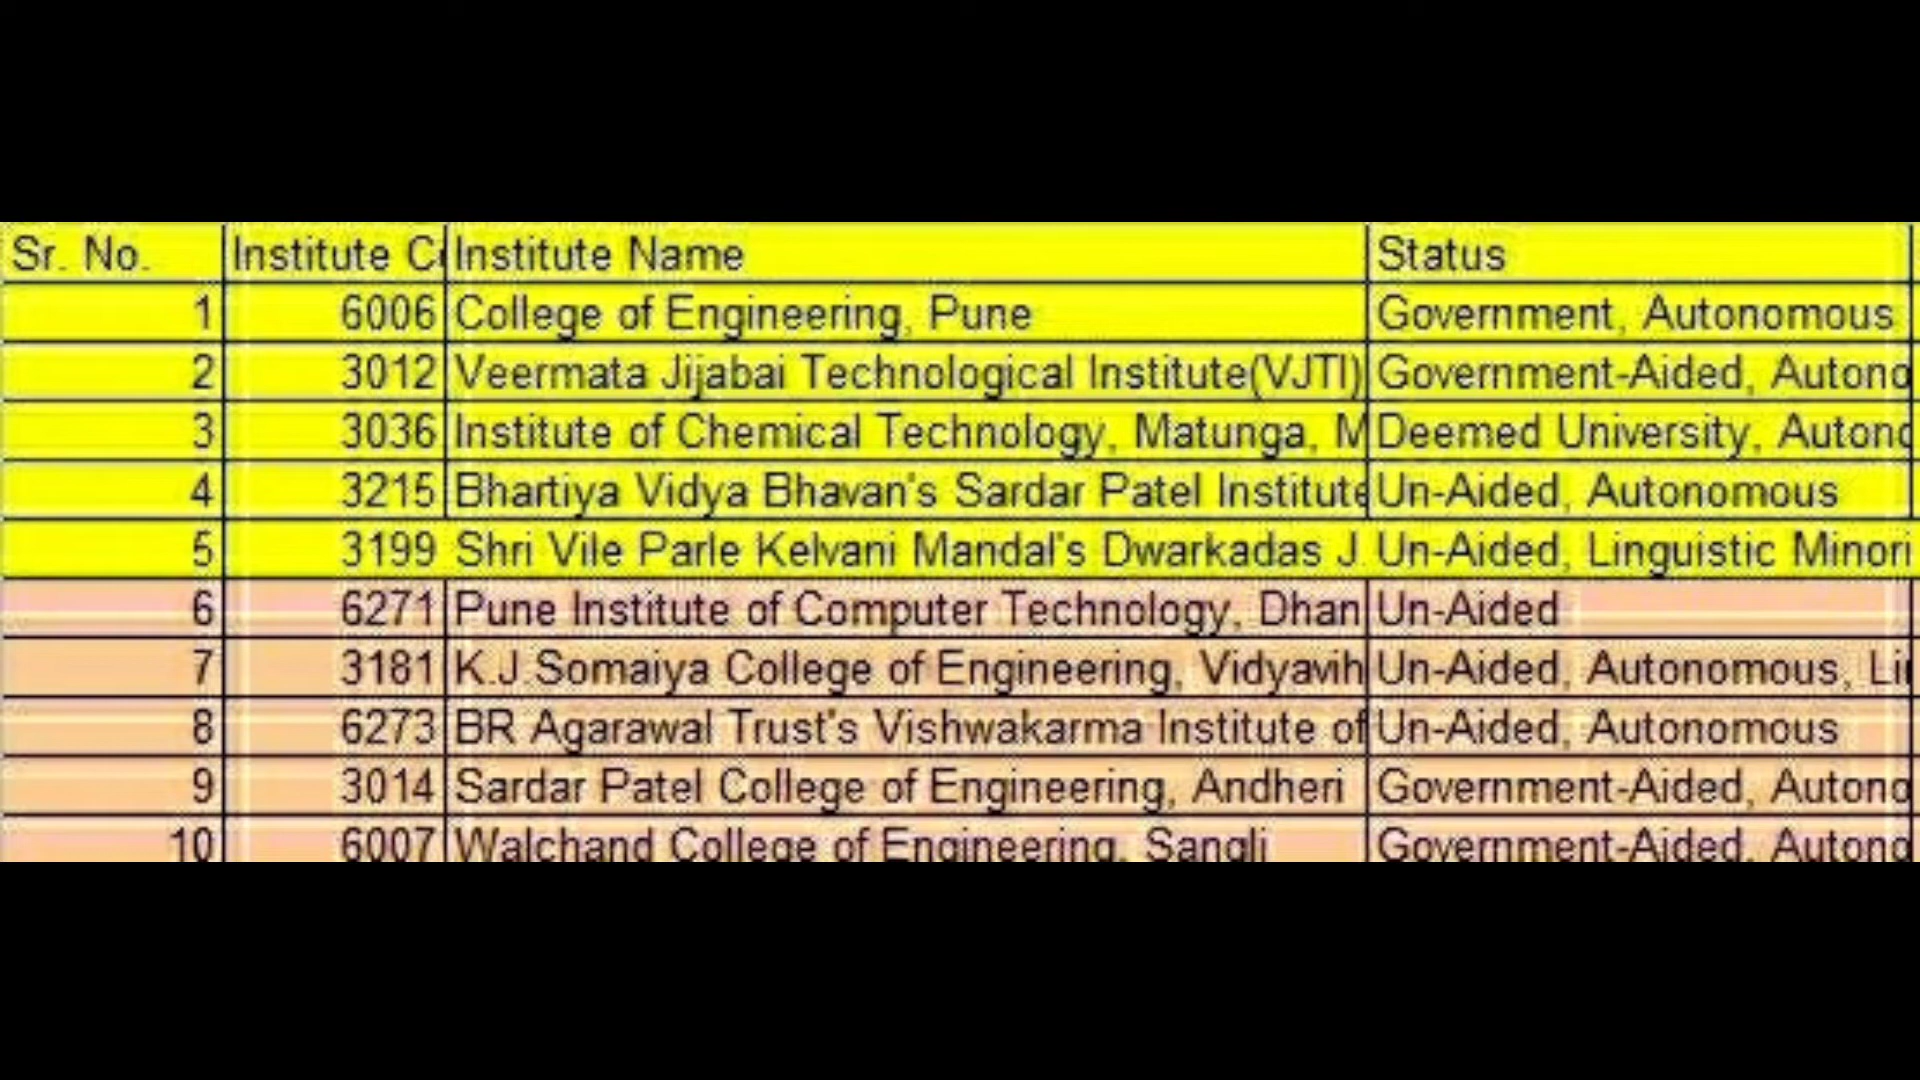 Sr. No. Institute Institute Name Status
1 6006 College of Engineering, Pune Government, Autonomous
2 3012 Veermata Jijabai Technological Institute(VJTI) Government-Aided, Autono
3 3036 Institute of Chemical Technology, Matunga, M Deemed University, Autono
4 3215 Bhartiya Vidya Bhavan's Sardar Patel Institute Un-Aided, Autonomous
5 3199 Shri Vile Parle Kelvani Mandal's Dwarkadas J. Un-Aided, Linguistic Minori
6 6271 Pune Institute of Computer Technology, Dhan Un-Aided
7 3181 K.J.Somaiya College of Engineering, Vidyavih Un-Aided, Autonomous, Li
8 6273 BR Agarawal Trust's Vishwakarma Institute of Un-Aided, Autonomous
9 3014 Sardar Patel College of Engineering, Andheri Government-Aided, Autono
10 6007 Walchand College of Engineering, Sangli Government-Aided, Autono